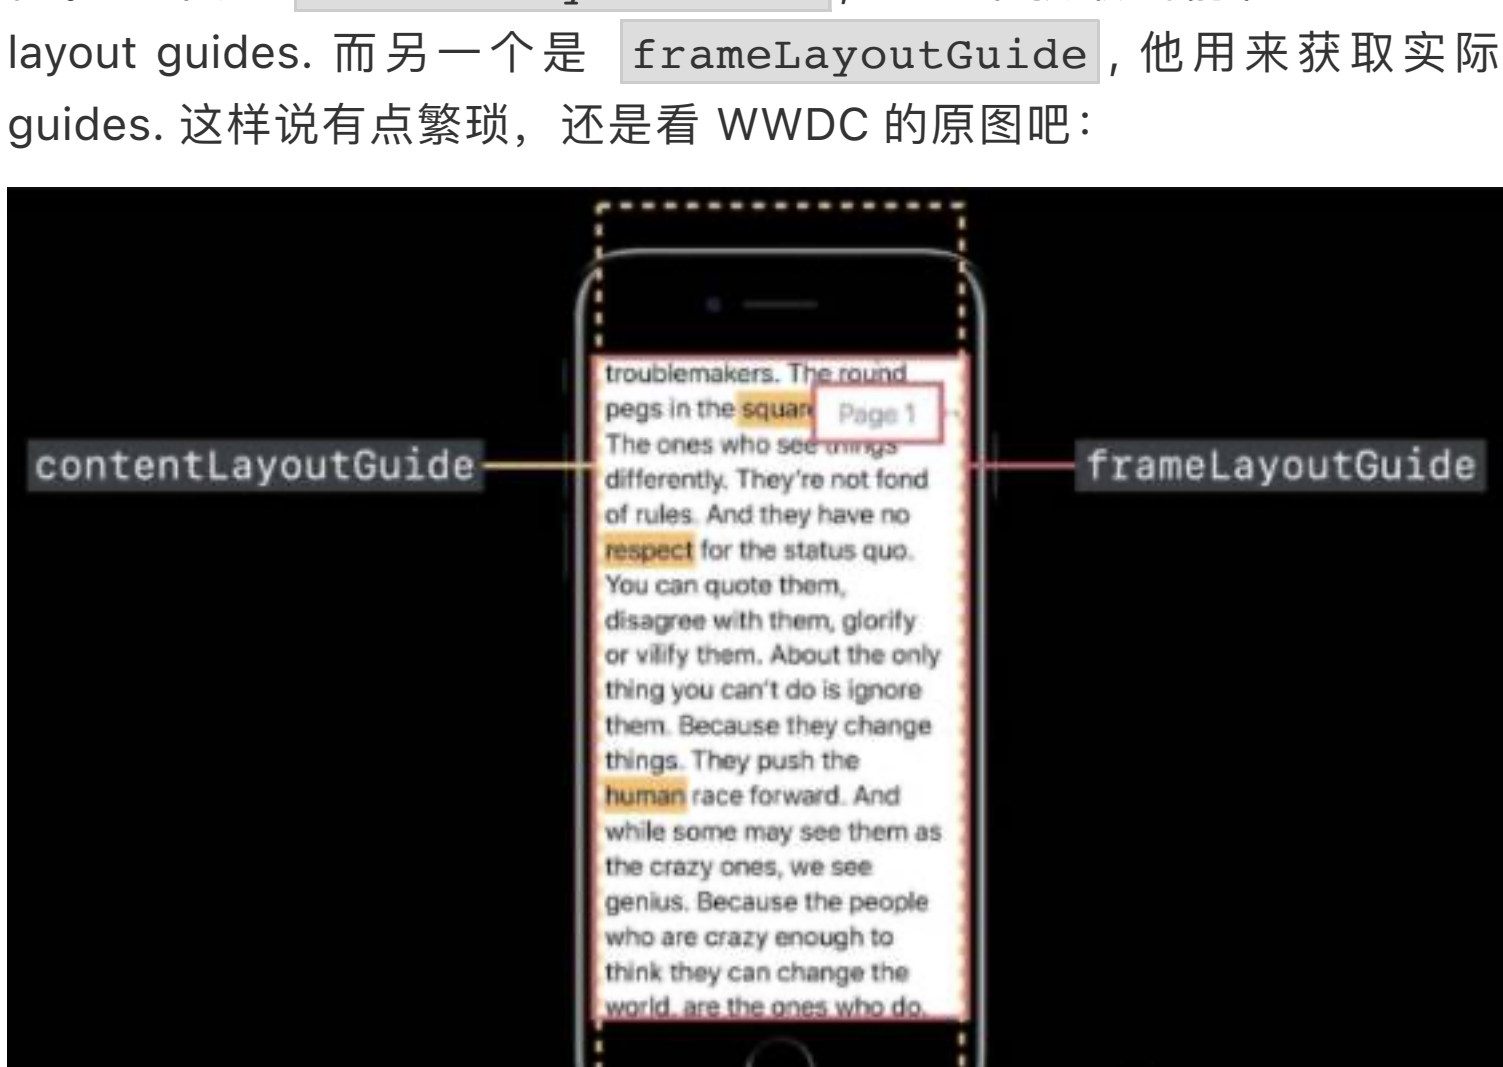 layout guides. 而另一个是 frameLayoutGuide, 他用来获取实际
guides. 这样说有点繁琐，还是看 WWDC 的原图吧：
troublemakers. The round
pegs in the square
Page 1
The ones who see things
contentLayoutGuide
frameLayoutGuide
differently. They're not fond
of rules. And they have no
respect for the status quo.
You can quote them,
disagree with them, glorify
or vilify them. About the only
thing you can't do is ignore
them. Because they change
things. They push the
human race forward. And
while some may see them as
the crazy ones, we see
genius. Because the people
who are crazy enough to
think they can change the
world, are the ones who do.